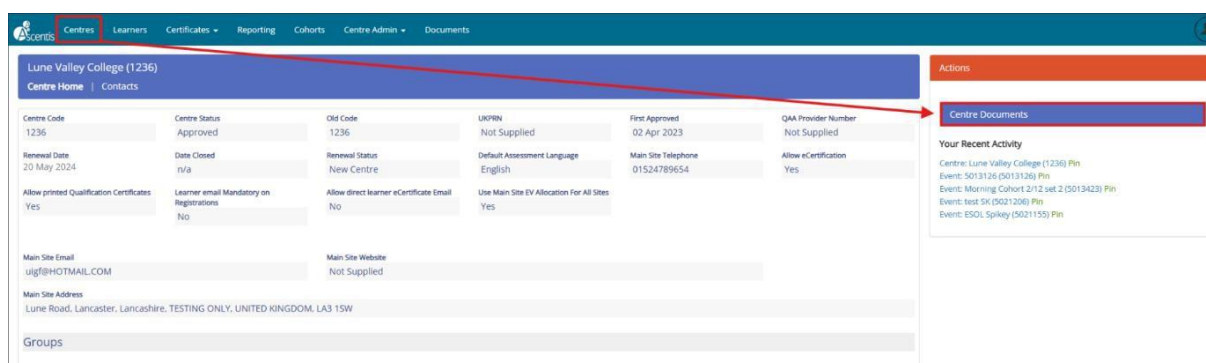 Ascentis Centres Learners Certificates Reporting Cohorts Centre Admin Documents
Lune Valley College (1236)
Centre Home | Contacts
Actions
Centre Documents
Centre Code Centre Status Old Code UKPRN First Approved QAA Provider Number
1236 Approved 1236 Not Supplied 02 Apr 2023 Not Supplied
Renewal Date Date Closed Renewal Status Default Assessment Language Main Site Telephone Allow eCertification
20 May 2024 n/a New Centre English 01524789654 Yes
Allow printed Qualification Certificates Learner email Mandatory on Registrations Allow direct learner eCertificate Email Use Main Site EV Allocation For All Sites
Yes No No Yes
Your Recent Activity
Centre: Lune Valley College (1236) Pin
Event: 5013126 (5013126) Pin
Event: Morning Cohort 2/12 set 2 (5013423) Pin
Event: test SK (5021206) Pin
Event: ESOL Spikey (5021155) Pin
Main Site Email Main Site Website
uigf@HOTMAIL.COM Not Supplied
Main Site Address
Lune Road, Lancaster, Lancashire, TESTING ONLY, UNITED KINGDOM, LA3 1SW
Groups